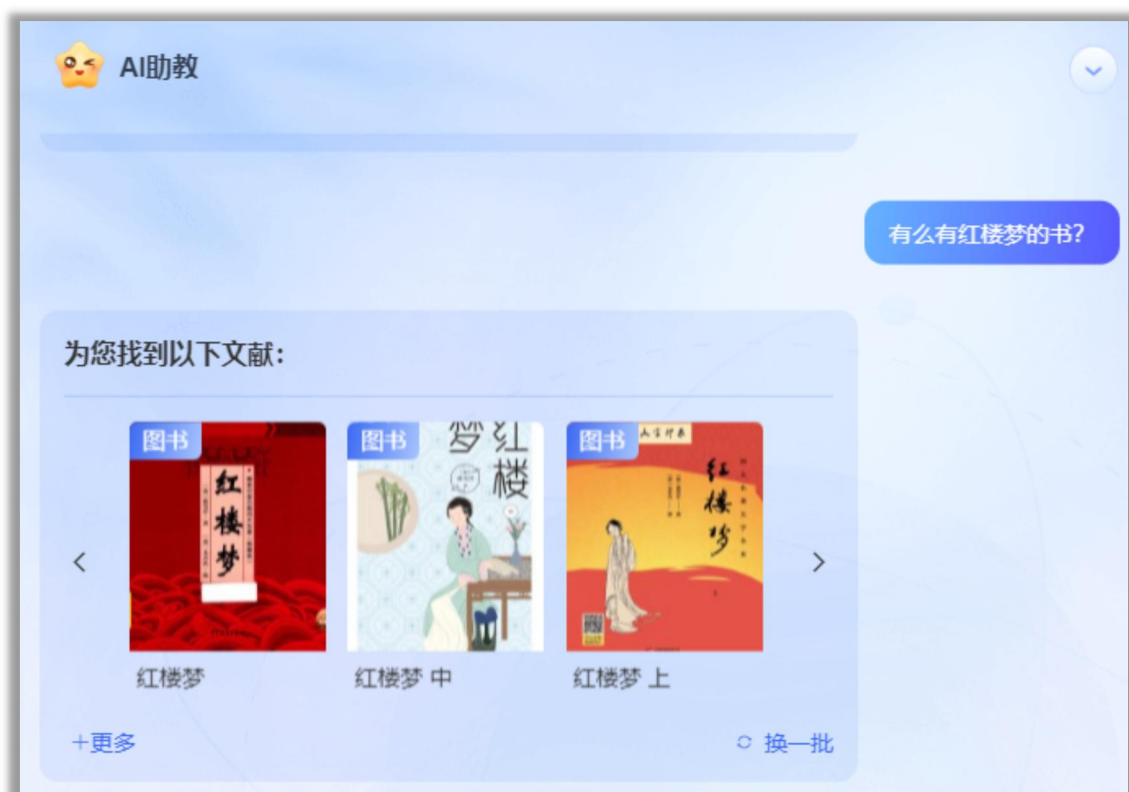 AI助教
有么有红楼梦的书?
为您找到以下文献:
图书
红楼梦
图书
红楼
梦
图书
红楼梦
上
红楼梦
红楼梦 中
红楼梦 上
+更多
换一批